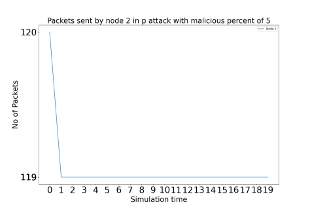 Packets sent by node 2 in p attack with malicious percent of 5
120
No of Packets
119
0 1 2 3 4 5 6 7 8 9 10 11 12 13 14 15 16 17 18 19
Simulation time